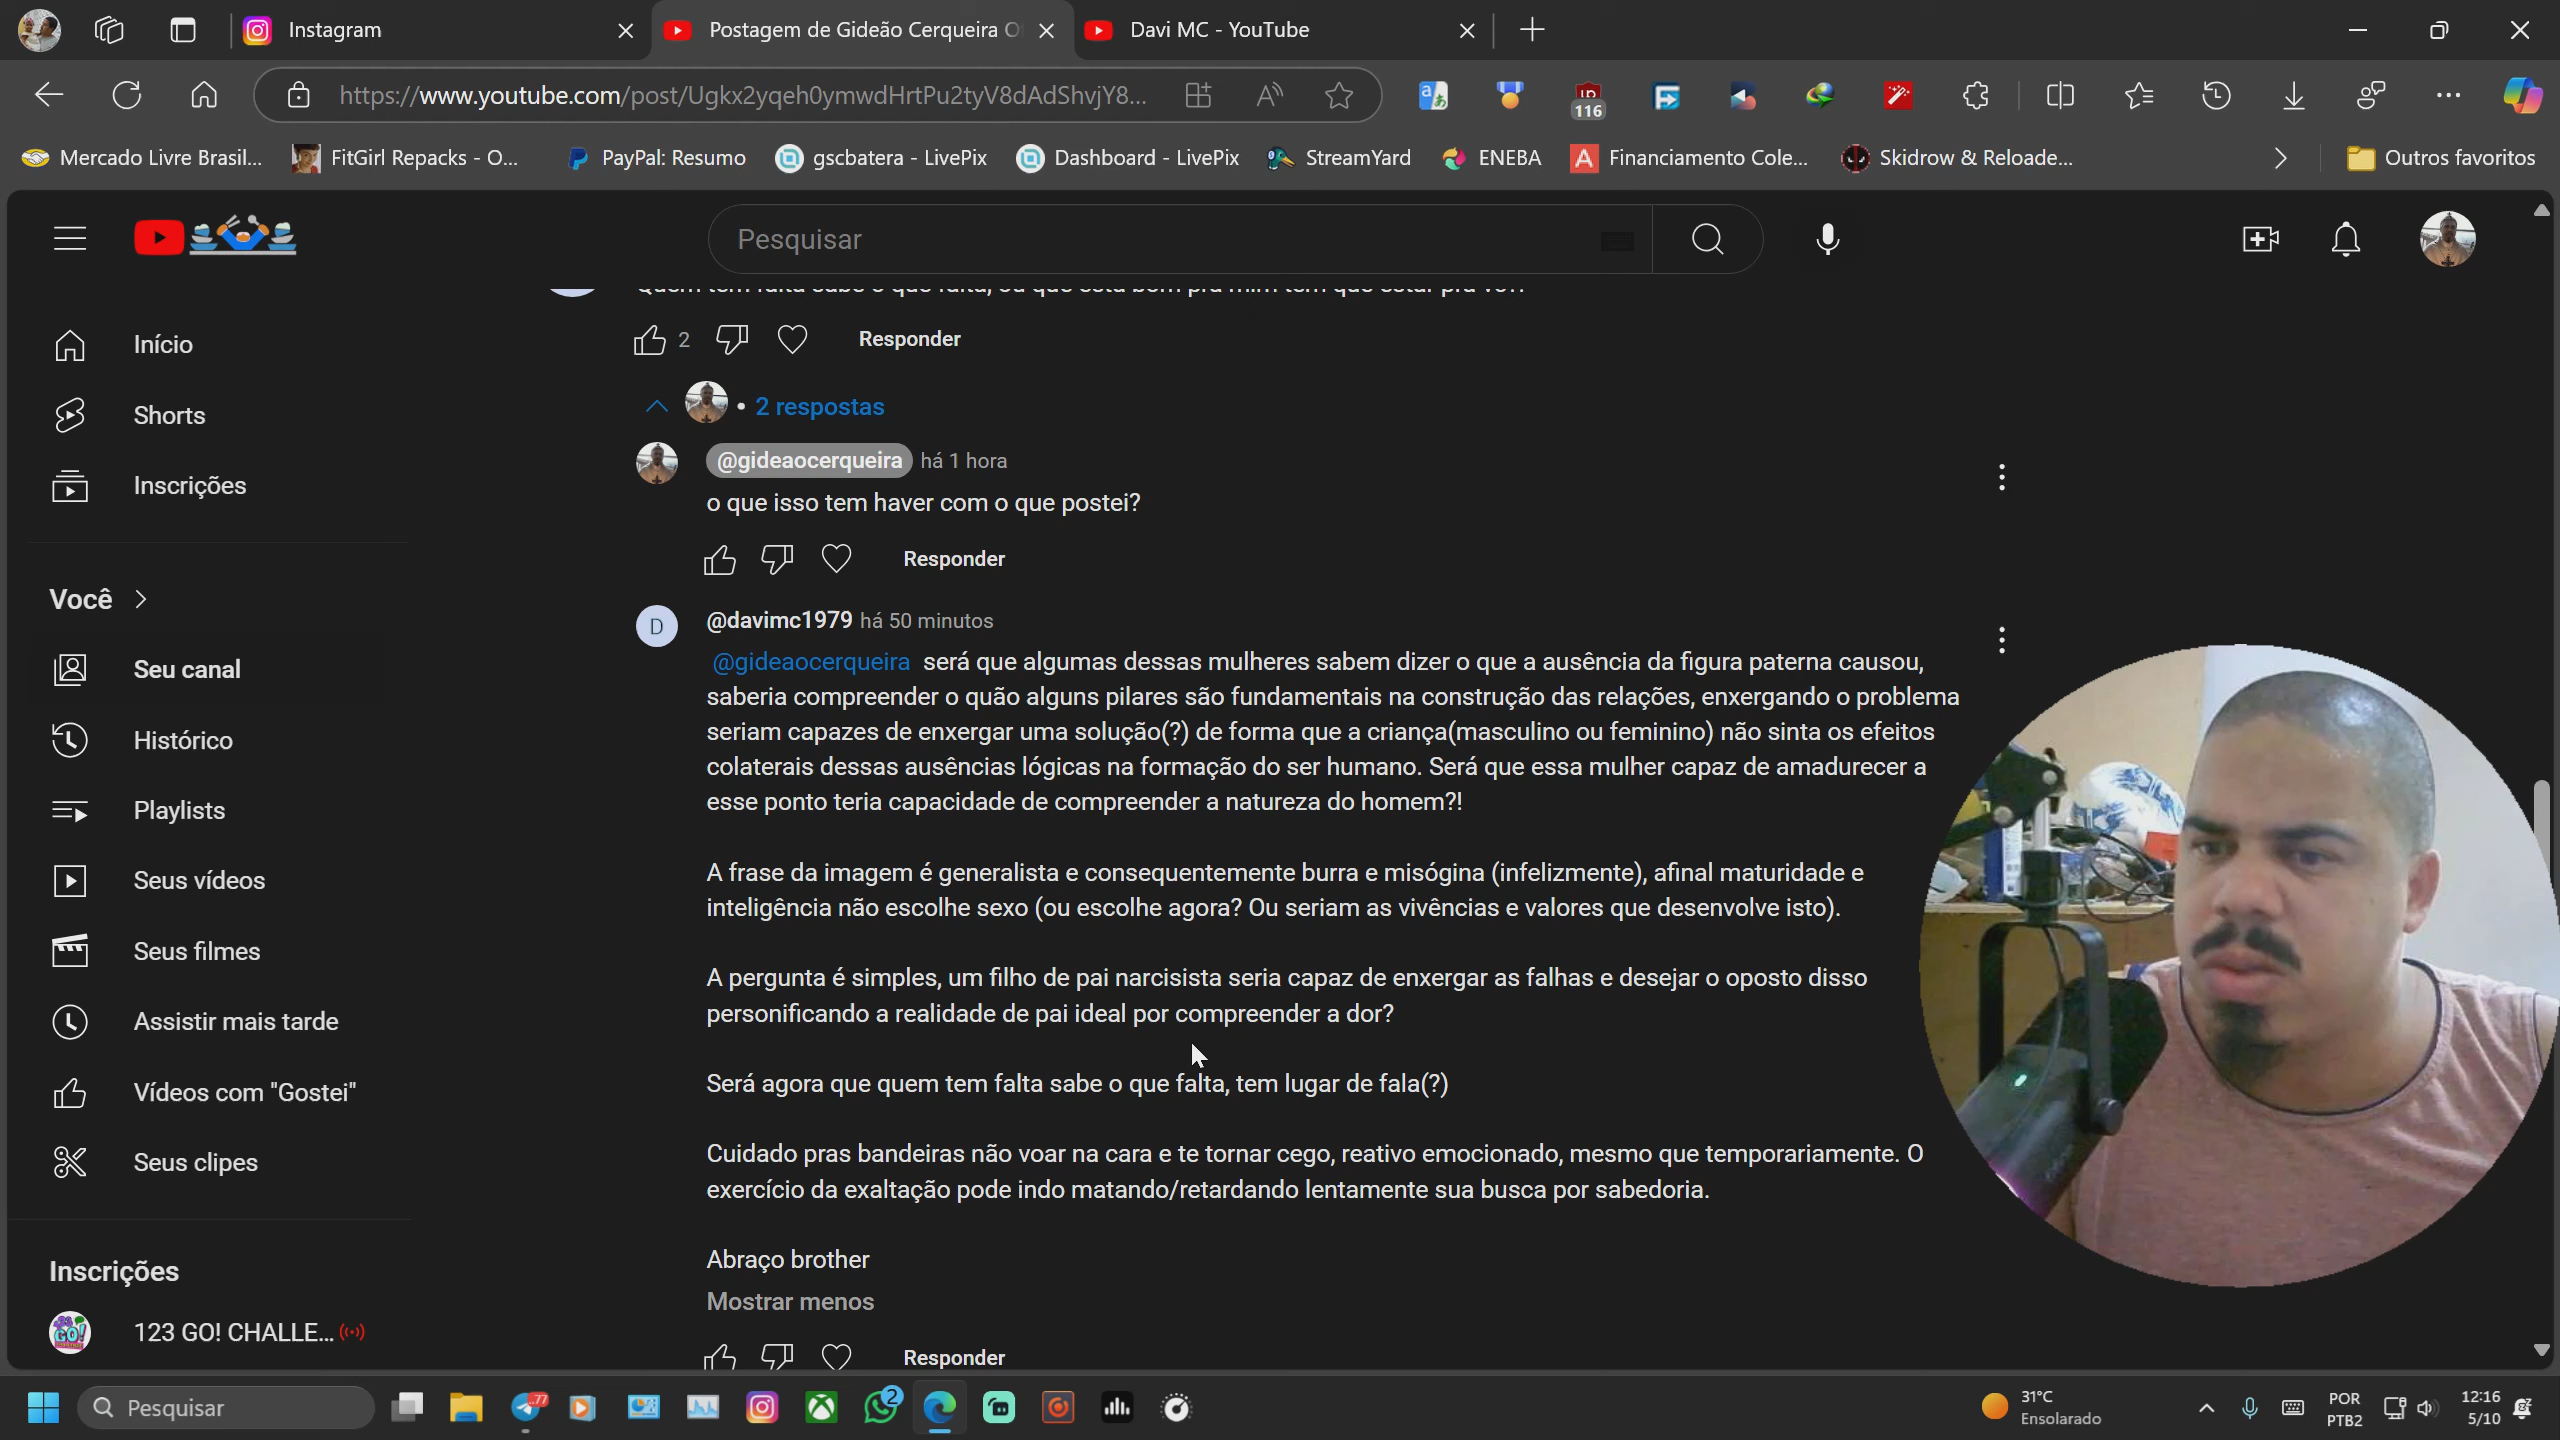 Instagram
Postagem de Gideão Cerqueira O
Davi MC - YouTube
https://www.youtube.com/post/Ugkx2yqeh0ymwdHrtPu2tyV8dAdShvjY8...
116
Mercado Livre Brasil...
FitGirl Repacks - O...
PayPal: Resumo
gscbatera - LivePix
Dashboard - LivePix
StreamYard
ENEBA
Financiamento Cole...
Skidrow & Reloade...
Outros favoritos
Pesquisar
Início
Shorts
Inscrições
Você
Seu canal
Histórico
Playlists
Seus vídeos
Seus filmes
Assistir mais tarde
Vídeos com "Gostei"
Seus clipes
Inscrições
123 GO! CHALLE...
2
Responder
• 2 respostas
@gideaocerqueira há 1 hora
o que isso tem haver com o que postei?
Responder
D
@davimc1979 há 50 minutos
@gideaocerqueira será que algumas dessas mulheres sabem dizer o que a ausência da figura paterna causou,
saberia compreender o quão alguns pilares são fundamentais na construção das relações, enxergando o problema
seriam capazes de enxergar uma solução(?) de forma que a criança(masculino ou feminino) não sinta os efeitos
colaterais dessas ausências lógicas na formação do ser humano. Será que essa mulher capaz de amadurecer a
esse ponto teria capacidade de compreender a natureza do homem?!
A frase da imagem é generalista e consequentemente burra e misógina (infelizmente), afinal maturidade e
inteligência não escolhe sexo (ou escolhe agora? Ou seriam as vivências e valores que desenvolve isto).
A pergunta é simples, um filho de pai narcisista seria capaz de enxergar as falhas e desejar o oposto disso
personificando a realidade de pai ideal por compreender a dor?
Será agora que quem tem falta sabe o que falta, tem lugar de fala(?)
Cuidado pras bandeiras não voar na cara e te tornar cego, reativo emocionado, mesmo que temporariamente. O
exercício da exaltação pode indo matando/retardando lentamente sua busca por sabedoria.
Abraço brother
Mostrar menos
Responder
Pesquisar
77
2
31°C
Ensolarado
POR
PTB2
12:16
5/10